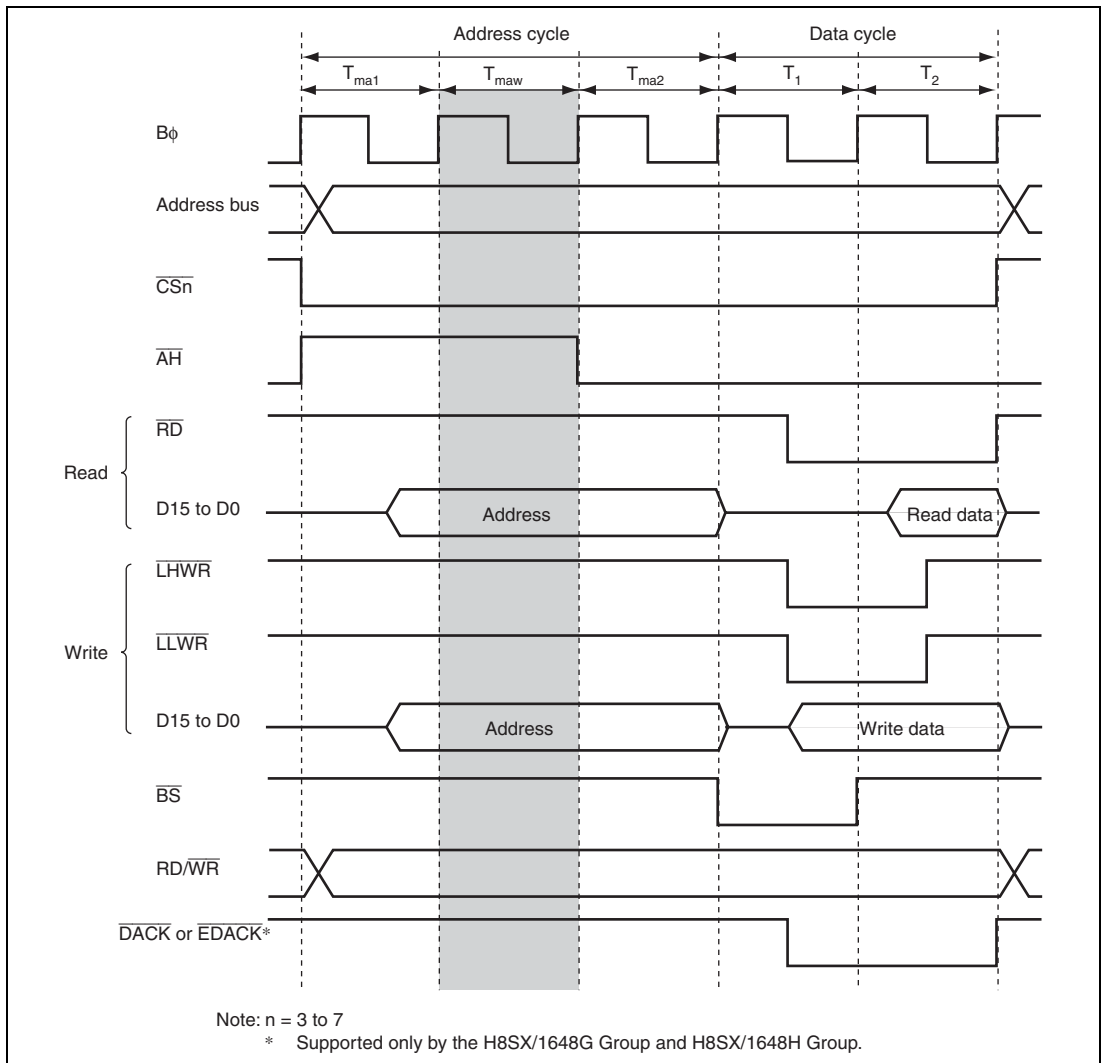 Address cycle Data cycle
Tma1 Tmaw Tma2 T1 T2
Bϕ
Address bus
CSn
AH
RD
Read
D15 to D0 Address Read data
LHWR
LLWR
Write
D15 to D0 Address Write data
BS
RD/WR
DACK or EDACK*
Note: n = 3 to 7
* Supported only by the H8SX/1648G Group and H8SX/1648H Group.